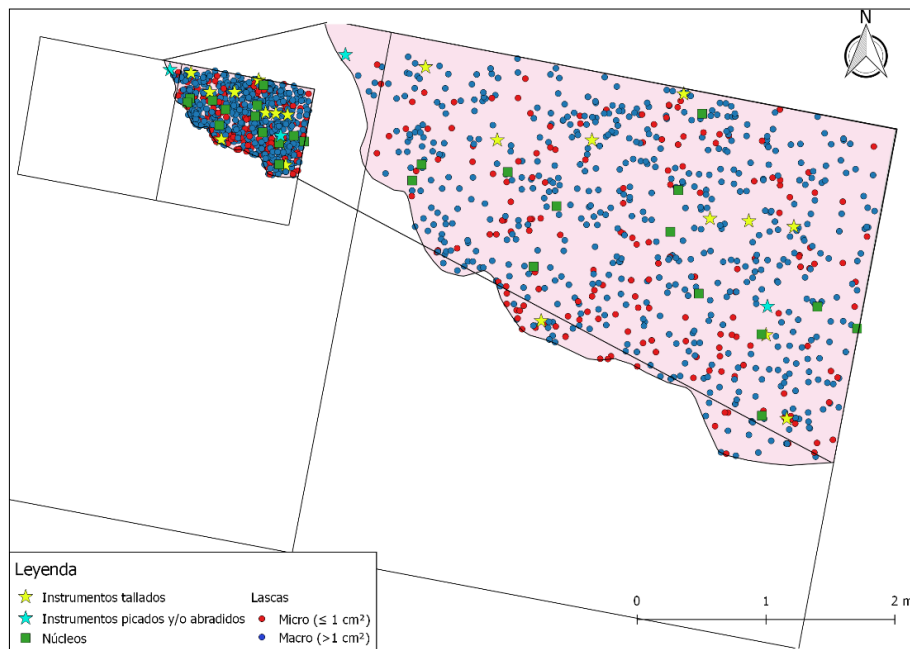 N
Leyenda
Instrumentos tallados
Lascas
Instrumentos picados y/o abradidos
Micro (≤ 1 cm²)
Núcleos
Macro (>1 cm²)
0 1 2 m